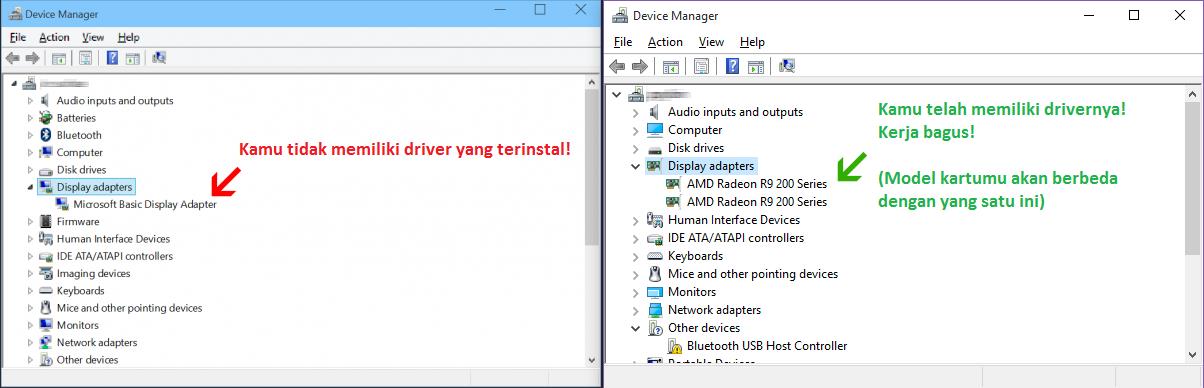 Device Manager
File Action View Help
Audio inputs and outputs
Batteries
Bluetooth
Computer
Disk drives
Display adapters
Microsoft Basic Display Adapter
Firmware
Human Interface Devices
IDE ATA/ATAPI controllers
Imaging devices
Keyboards
Mice and other pointing devices
Monitors
Network adapters
Other devices
Kamu tidak memiliki driver yang terinstal!
Device Manager
File Action View Help
Audio inputs and outputs
Computer
Disk drives
Display adapters
AMD Radeon R9 200 Series
AMD Radeon R9 200 Series
Human Interface Devices
IDE ATA/ATAPI controllers
Keyboards
Mice and other pointing devices
Monitors
Network adapters
Other devices
Bluetooth USB Host Controller
Portable Devices
Kamu telah memiliki drivernya!
Kerja bagus!
(Model kartumu akan berbeda
dengan yang satu ini)